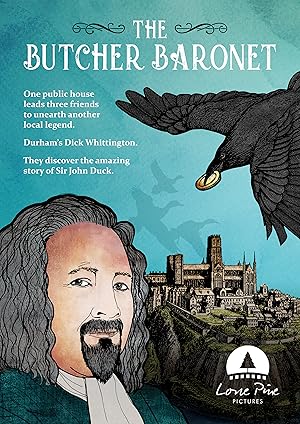 THE
BUTCHER BARONET
One public house
leads three friends
to unearth another
local legend.
Durham's Dick Whittington.
They discover the amazing
story of Sir John Duck.
Lone Pine
PICTURES